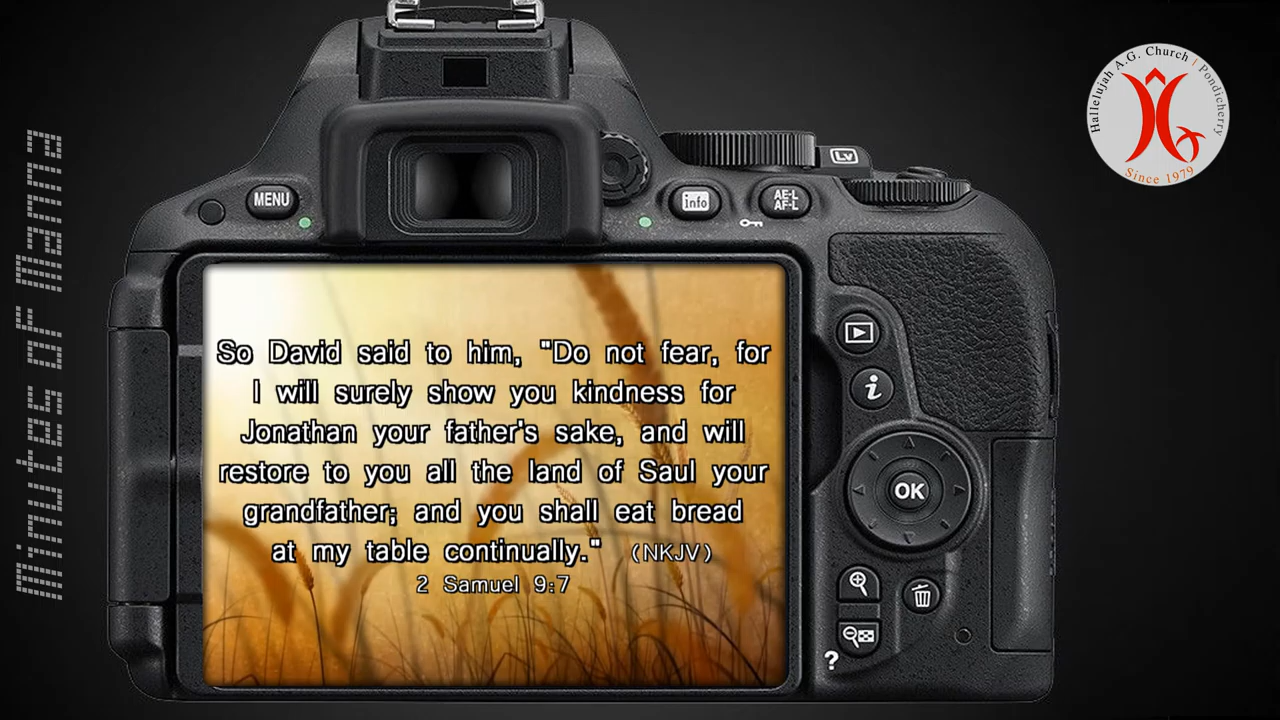 Minutes of Manna
Hallelujah A.G. Church | Pondicherry
Since 1979
MENU
info
AE-L
AF-L
Lv
So David said to him, "Do not fear, for
I will surely show you kindness for
Jonathan your father's sake, and will
restore to you all the land of Saul your
grandfather; and you shall eat bread
at my table continually." (NKJV)
2 Samuel 9:7
i
OK
?